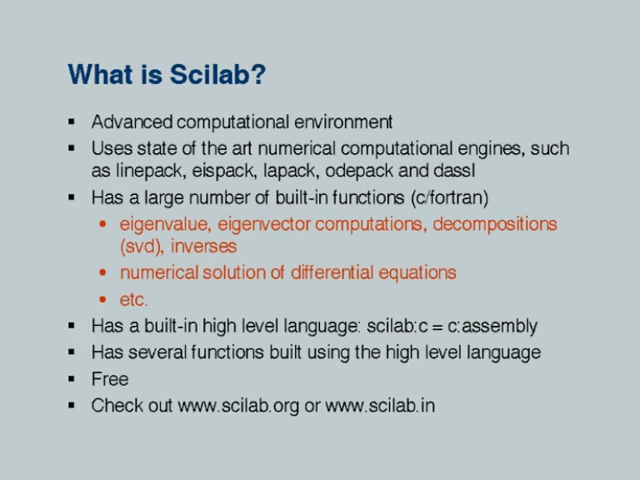 What is Scilab?
▪ Advanced computational environment
▪ Uses state of the art numerical computational engines, such
as linepack, eispack, lapack, odepack and dassl
▪ Has a large number of built-in functions (c/fortran)
• eigenvalue, eigenvector computations, decompositions
(svd), inverses
• numerical solution of differential equations
• etc.
▪ Has a built-in high level language: scilab:c = c:assembly
▪ Has several functions built using the high level language
▪ Free
▪ Check out www.scilab.org or www.scilab.in